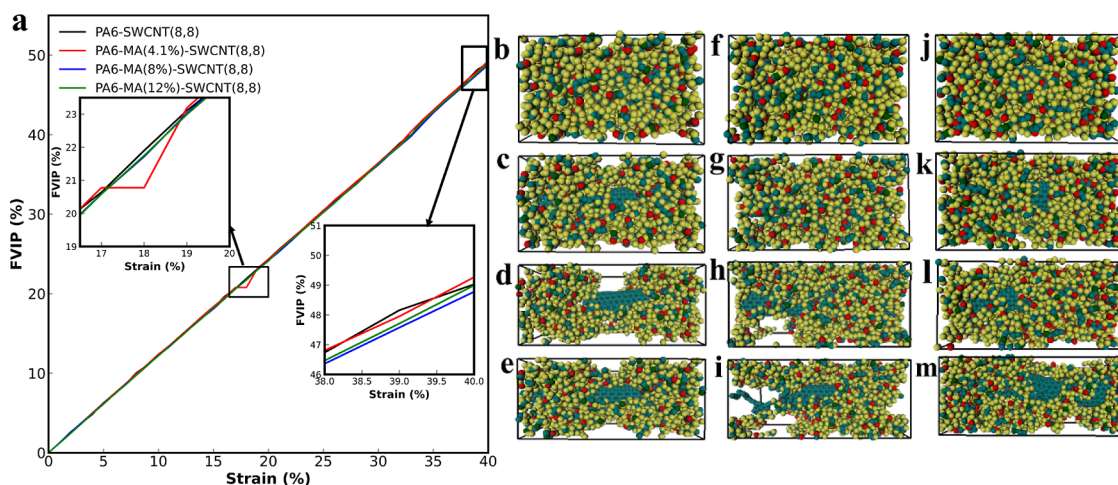 a
PA6-SWCNT(8,8)
PA6-MA(4.1%)-SWCNT(8,8)
PA6-MA(8%)-SWCNT(8,8)
PA6-MA(12%)-SWCNT(8,8)
FVIP (%)
50
40
30
20
10
0
0 5 10 15 20 25 30 35 40
Strain (%)
FVIP (%)
23
22
21
20
19
17 18 19 20
Strain (%)
FVIP (%)
51
50
49
48
47
46
38.0 38.5 39.0 39.5 40.0
Strain (%)
b f j
c g k
d h l
e i m